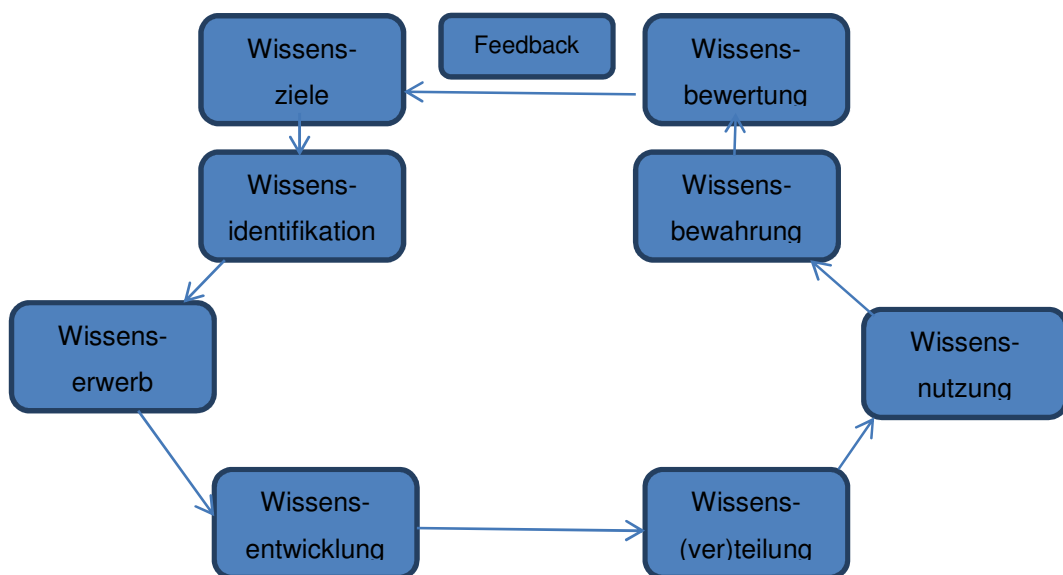 Wissens-
ziele
Feedback
Wissens-
bewertung
Wissens-
identifikation
Wissens-
bewahrung
Wissens-
erwerb
Wissens-
nutzung
Wissens-
entwicklung
Wissens-
(ver)teilung